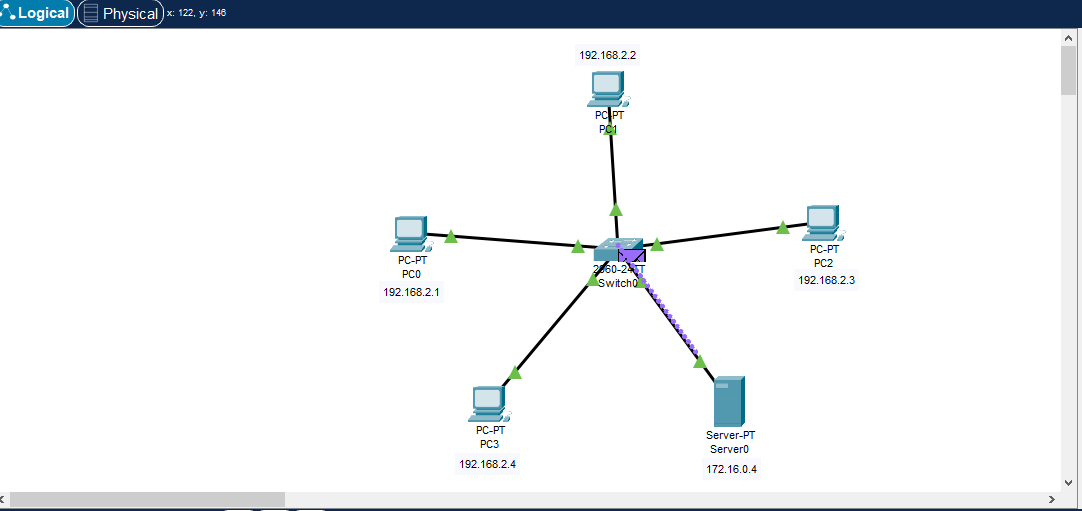 Logical
Physical
x: 122, y: 146
192.168.2.2
PC-PT
PC1
PC-PT
PC0
192.168.2.1
2960-24TT
Switch0
PC-PT
PC2
192.168.2.3
PC-PT
PC3
192.168.2.4
Server-PT
Server0
172.16.0.4